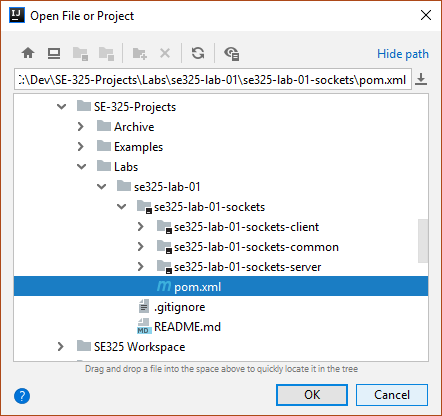 IJ
Open File or Project
Hide path
:\Dev\SE-325-Projects\Labs\se325-lab-01\se325-lab-01-sockets\pom.xml
SE-325-Projects
Archive
Examples
Labs
se325-lab-01
se325-lab-01-sockets
se325-lab-01-sockets-client
se325-lab-01-sockets-common
se325-lab-01-sockets-server
m pom.xml
.gitignore
MD README.md
SE325 Workspace
Drag and drop a file into the space above to quickly locate it in the tree
? OK Cancel